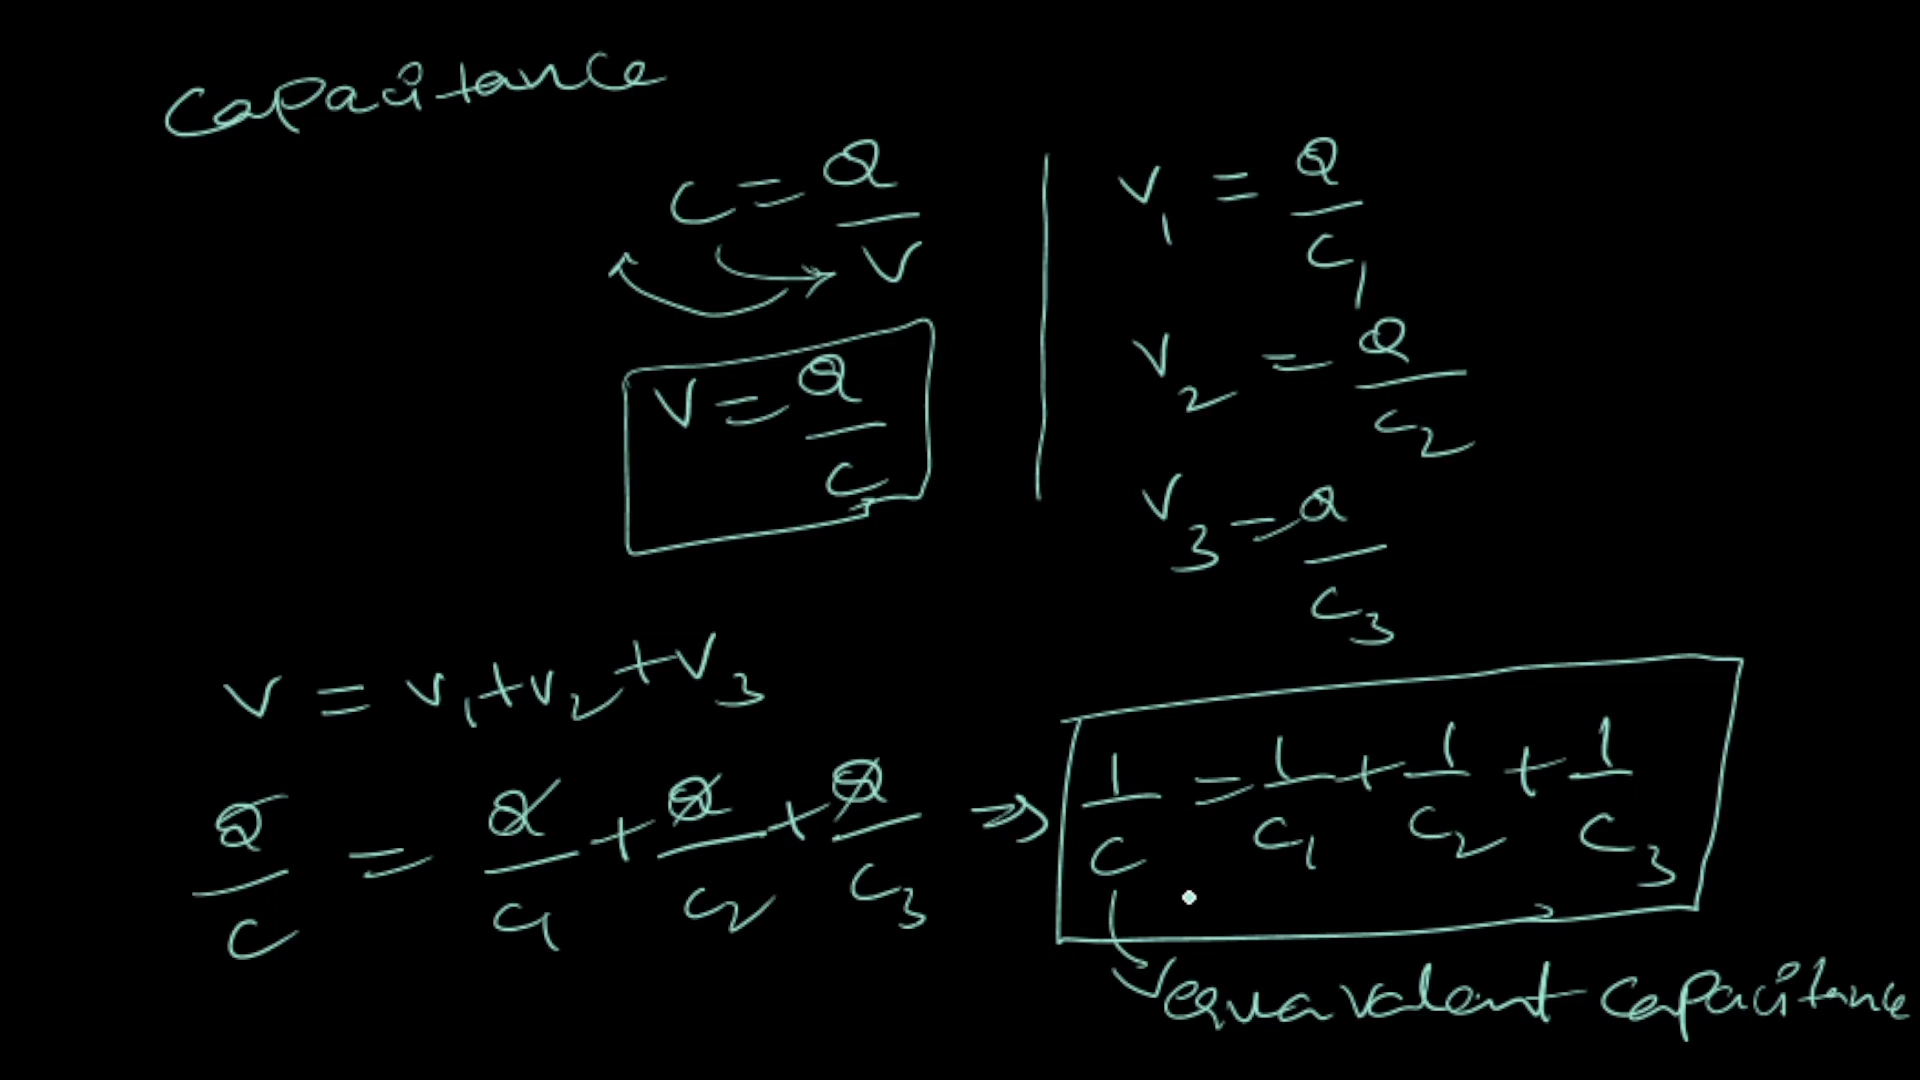 Capacitance
C = Q/V
V = Q/C
V₁ = Q/C₁
V₂ = Q/C₂
V₃ = Q/C₃
V = V₁+V₂+V₃
Q/C = Q/C₁ + Q/C₂ + Q/C₃ ⇒ 1/C = 1/C₁ + 1/C₂ + 1/C₃
equavalent capacitance